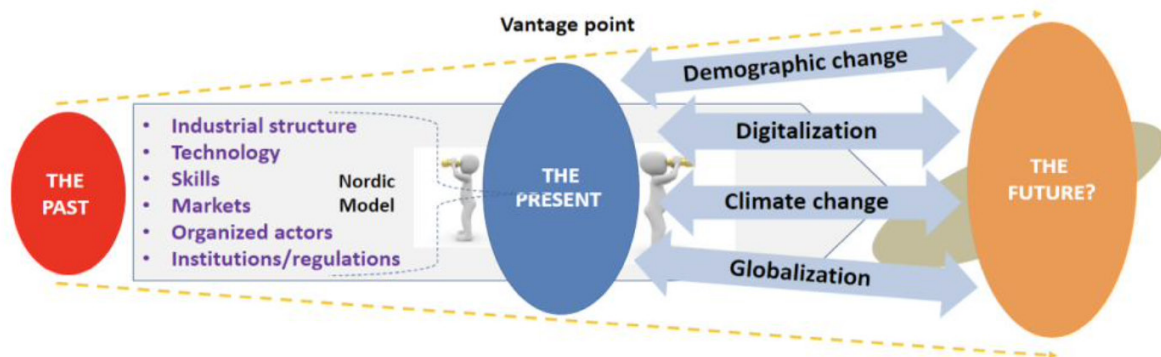 Vantage point
THE
PAST
• Industrial structure
• Technology
• Skills
• Markets
• Organized actors
• Institutions/regulations
Nordic
Model
THE
PRESENT
Demographic change
Digitalization
Climate change
Globalization
THE
FUTURE?